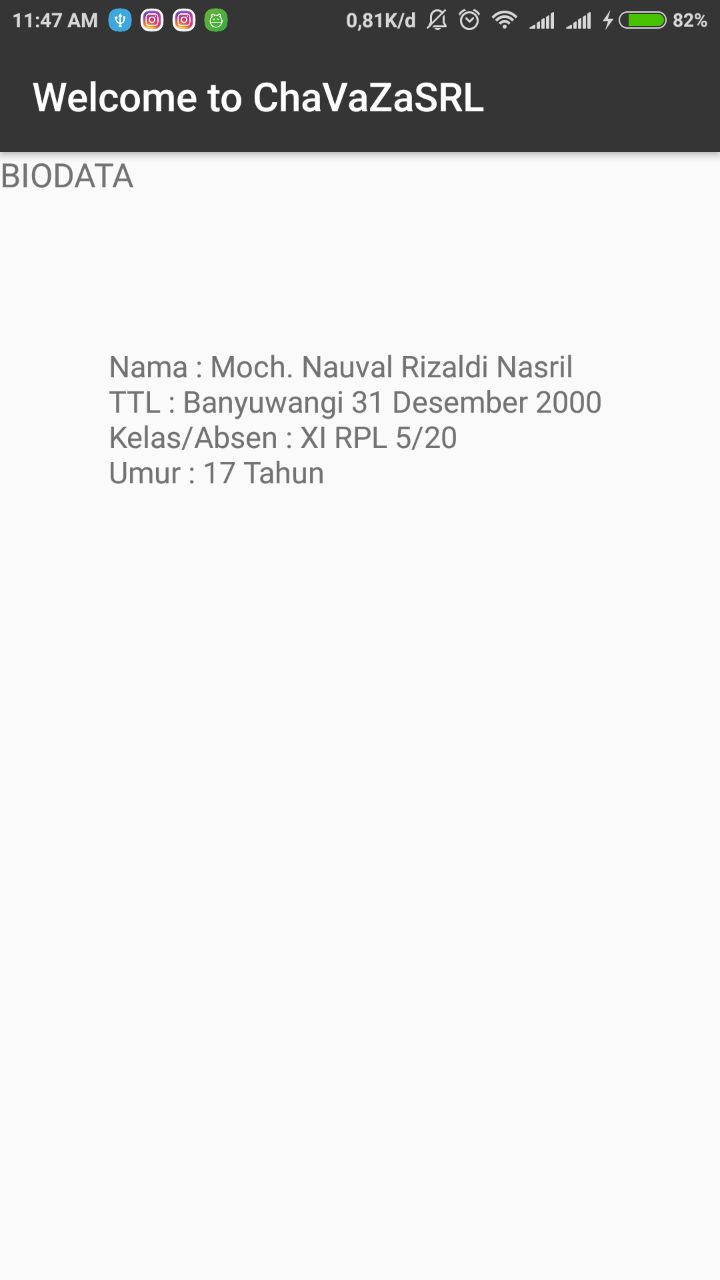 11:47 AM 0,81K/d 82%
Welcome to ChaVaZaSRL
BIODATA
Nama : Moch. Nauval Rizaldi Nasril
TTL : Banyuwangi 31 Desember 2000
Kelas/Absen : XI RPL 5/20
Umur : 17 Tahun